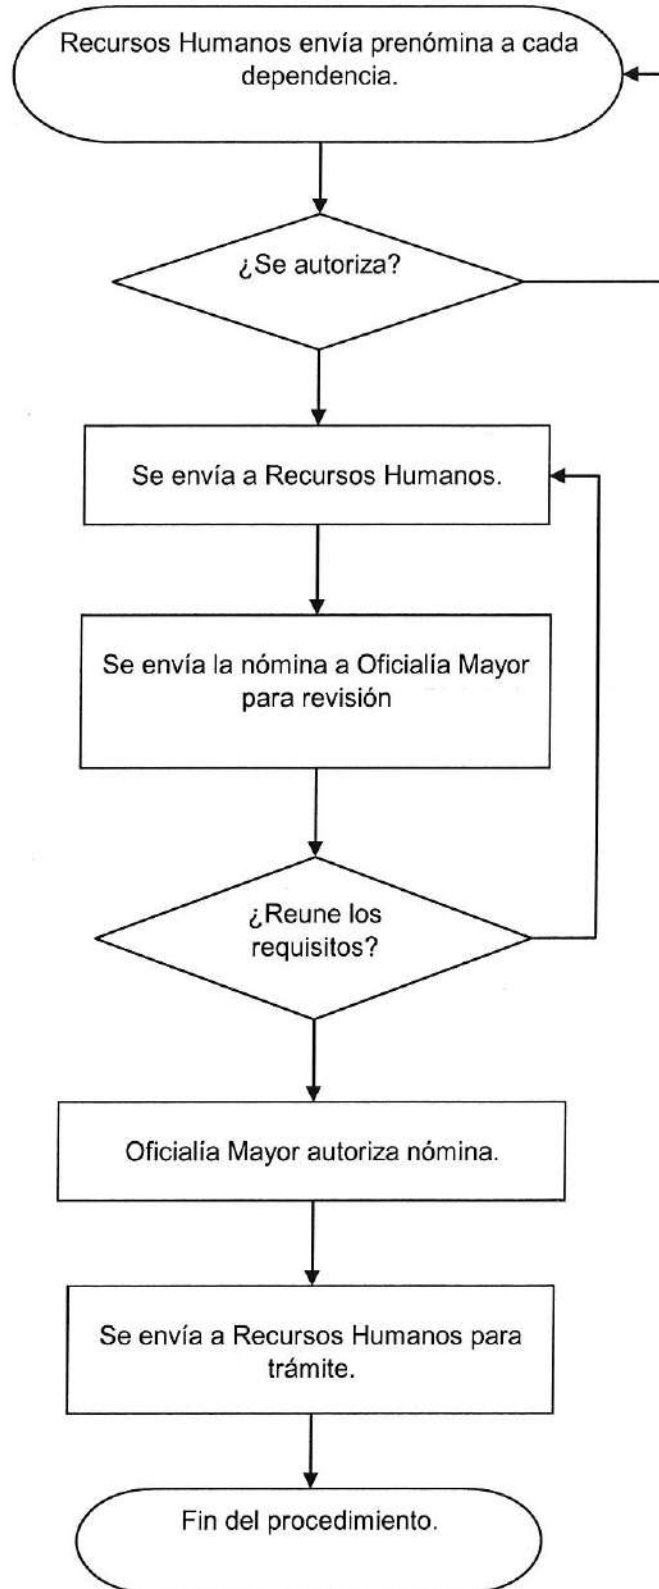 Recursos Humanos envía prenómina a cada
dependencia.
¿Se autoriza?
Se envía a Recursos Humanos.
Se envía la nómina a Oficialía Mayor
para revisión
¿Reune los
requisitos?
Oficialía Mayor autoriza nómina.
Se envía a Recursos Humanos para
trámite.
Fin del procedimiento.